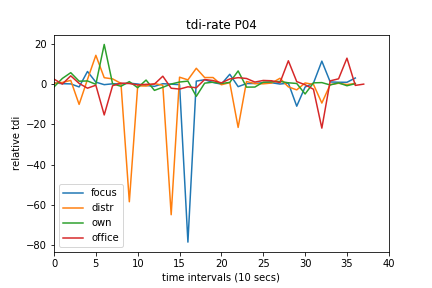 tdi-rate P04
20
0
−20
−40
−60
−80
relative tdi
focus
distr
own
office
0 5 10 15 20 25 30 35 40
time intervals (10 secs)